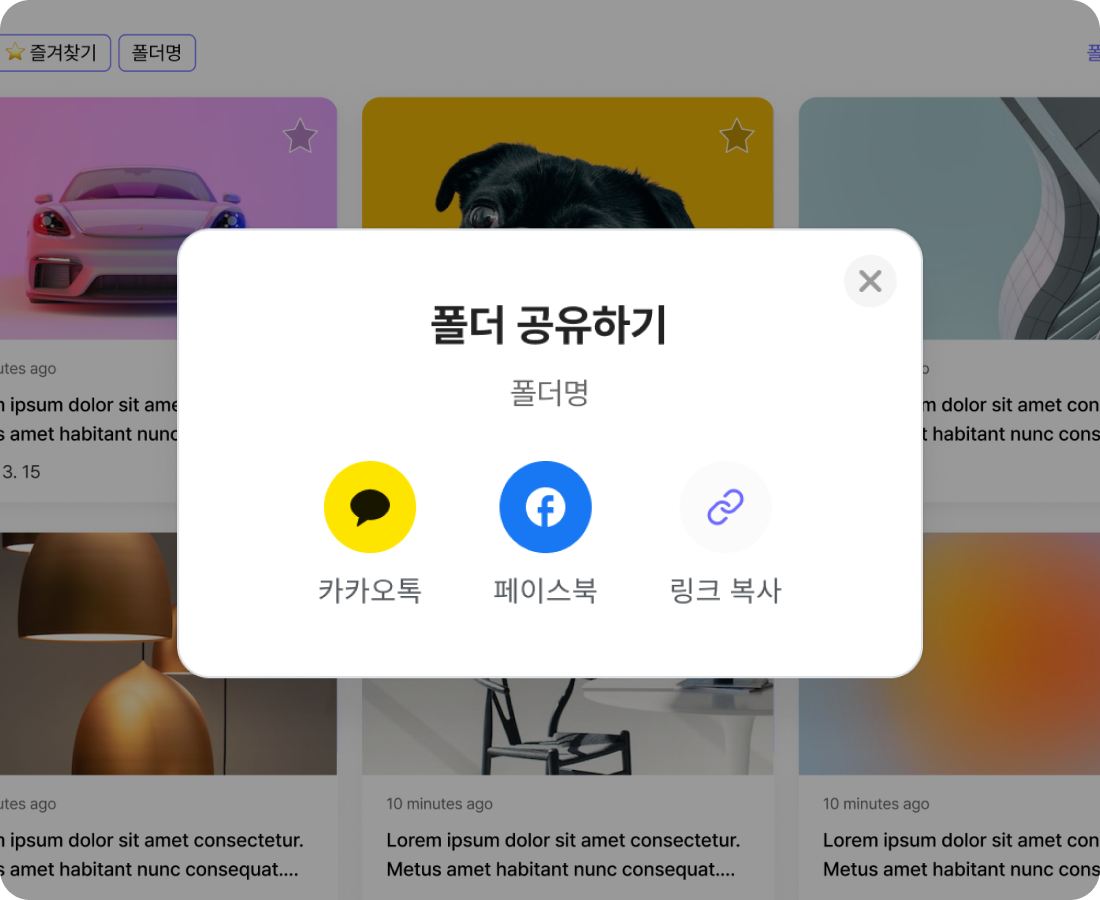 ⭐ 즐겨찾기 폴더명
폴더 공유하기
폴더명
카카오톡 페이스북 링크 복사
utes ago
ipsum dolor sit ame
amet habitant nunc
3. 15
dolor sit amet con
habitant nunc cons
utes ago
ipsum dolor sit amet consectetur.
amet habitant nunc consequat....
10 minutes ago
Lorem ipsum dolor sit amet consectetur.
Metus amet habitant nunc consequat....
10 minutes ago
Lorem ipsum dolor sit amet con
Metus amet habitant nunc cons